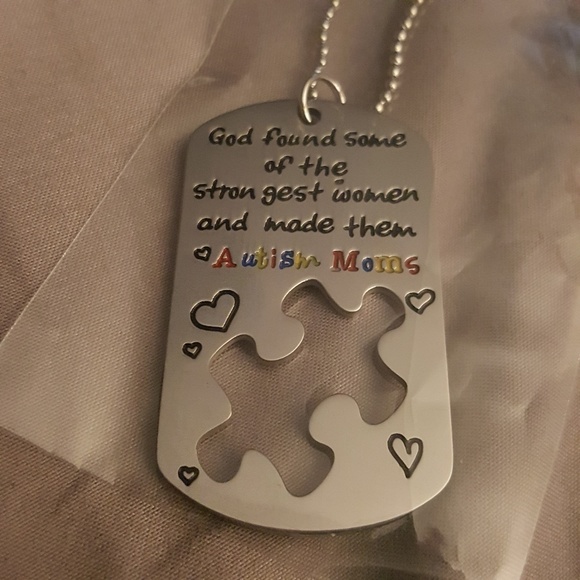 God found some
of the
strongest women
and made them
Autism Moms